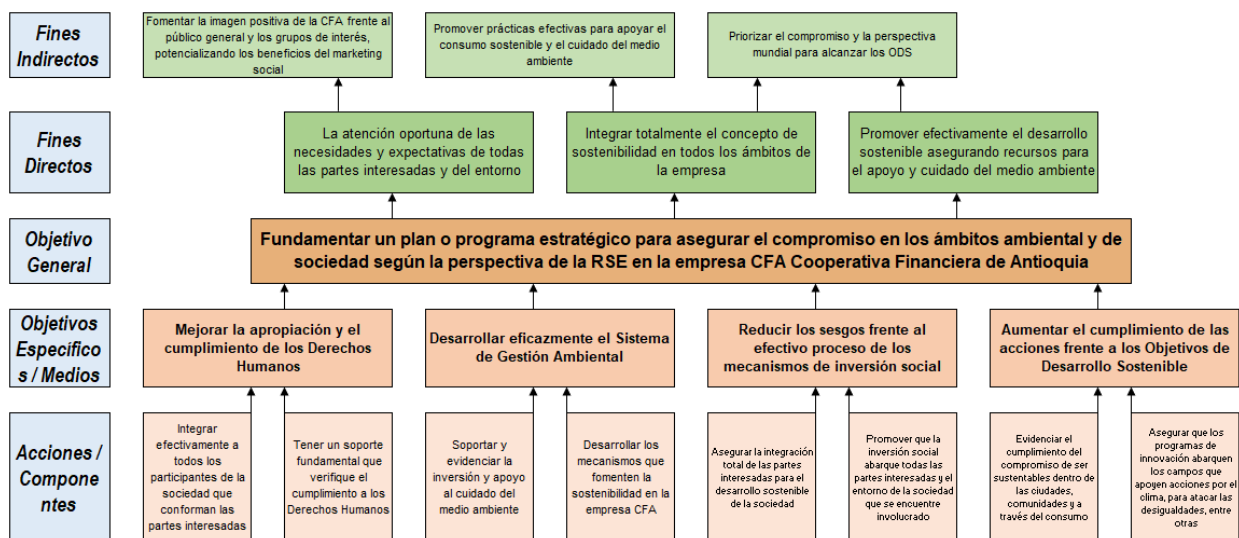 Fines
Indirectos
Fomentar la imagen positiva de la CFA frente al
público general y los grupos de interés,
potencializando los beneficios del marketing
social
Promover prácticas efectivas para apoyar el
consumo sostenible y el cuidado del medio
ambiente
Priorizar el compromiso y la perspectiva
mundial para alcanzar los ODS
Fines
Directos
La atención oportuna de las
necesidades y expectativas de todas
las partes interesadas y del entorno
Integrar totalmente el concepto de
sostenibilidad en todos los ámbitos de
la empresa
Promover efectivamente el desarrollo
sostenible asegurando recursos para
el apoyo y cuidado del medio ambiente
Objetivo
General
Fundamentar un plan o programa estratégico para asegurar el compromiso en los ámbitos ambiental y de
sociedad según la perspectiva de la RSE en la empresa CFA Cooperativa Financiera de Antioquia
Objetivos
Específico
s / Medios
Mejorar la apropiación y el
cumplimiento de los Derechos
Humanos
Desarrollar eficazmente el Sistema
de Gestión Ambiental
Reducir los sesgos frente al
efectivo proceso de los
mecanismos de inversión social
Aumentar el cumplimiento de las
acciones frente a los Objetivos de
Desarrollo Sostenible
Acciones /
Compone
ntes
Integrar
efectivamente a
todos los
participantes de la
sociedad que
conforman las
partes interesadas
Tener un soporte
fundamental que
verifique el
cumplimiento a los
Derechos Humanos
Soportar y
evidenciar la
inversión y apoyo
al cuidado del
medio ambiente
Desarrollar los
mecanismos que
fomenten la
sostenibilidad en la
empresa CFA
Asegurar la integración
total de las partes
interesadas para el
desarrollo sostenible
de la sociedad
Promover que la
inversión social
abarque todas las
partes interesadas y el
entorno de la sociedad
que se encuentre
involucrado
Evidenciar el
cumplimiento del
compromiso de ser
sustentables dentro de
las ciudades,
comunidades y a
través del consumo
Asegurar que los
programas de
innovación abarquen
los campos que
apoyen acciones por el
clima, para atacar las
desigualdades, entre
otras